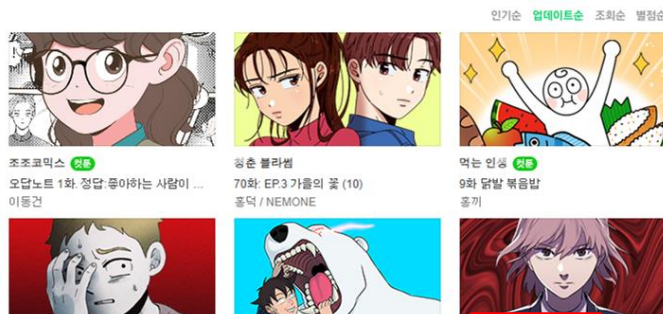 인기순 업데이트순 조회순 별점순
조조코믹스 컷툰
청춘 블라썸
먹는 인생 컷툰
오답노트 1화. 정답:좋아하는 사람이 ...
70화: EP.3 가을의 꽃 (10)
9화 닭발 볶음밥
이동건
홍덕 / NEMONE
홍끼